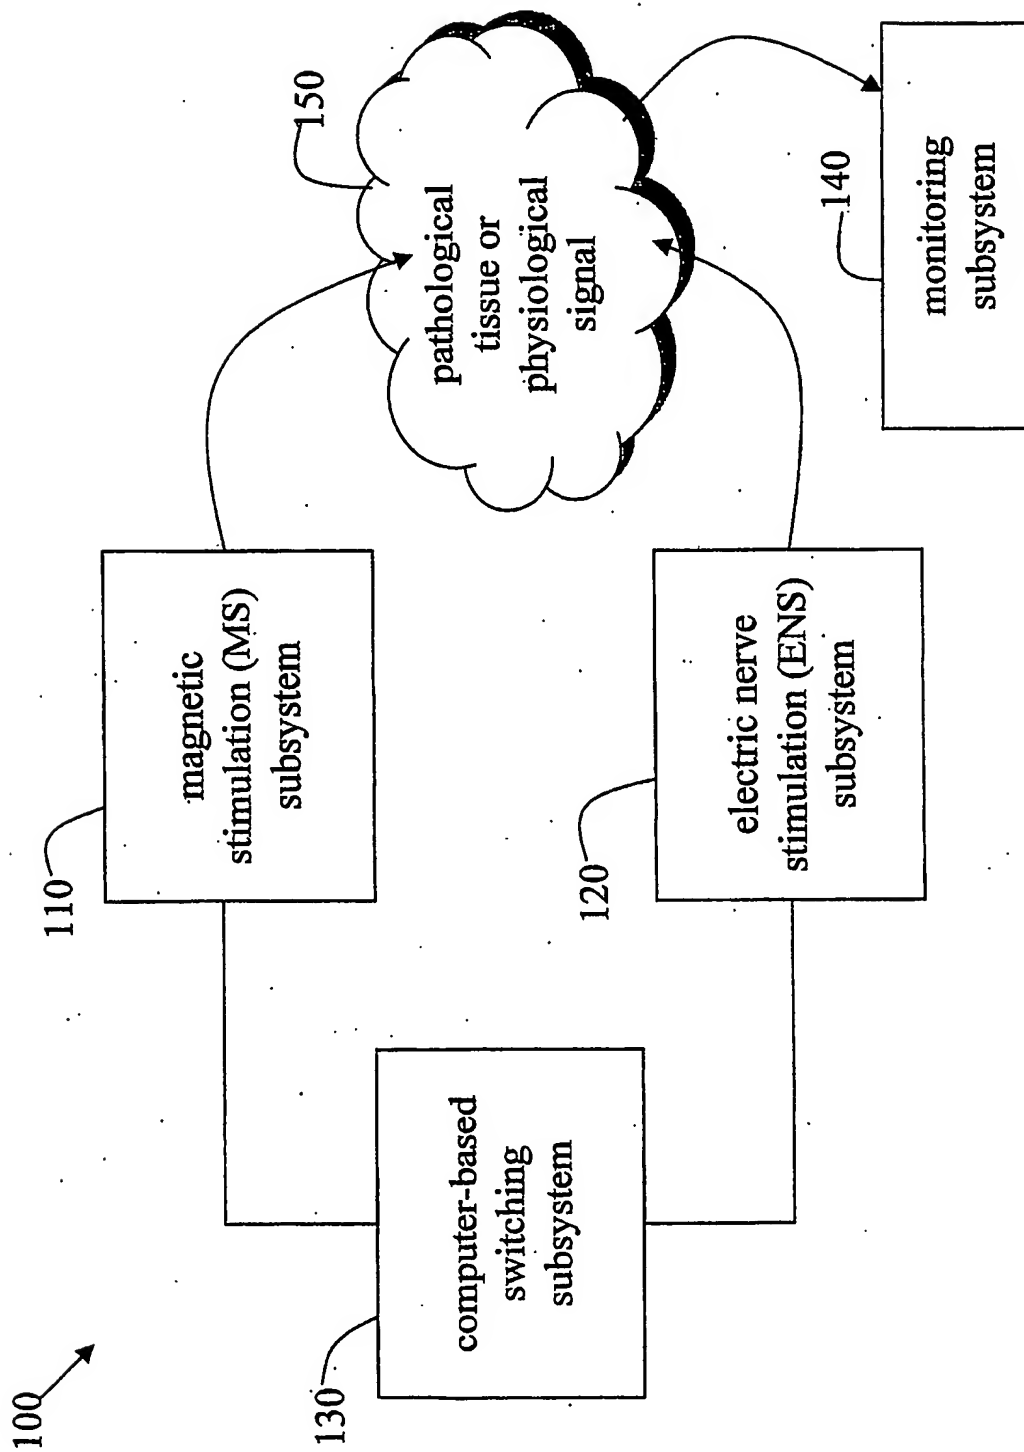 100
130
computer-based
switching
subsystem
110
magnetic
stimulation (MS)
subsystem
120
electric nerve
stimulation (ENS)
subsystem
150
pathological
tissue or
physiological
signal
140
monitoring
subsystem